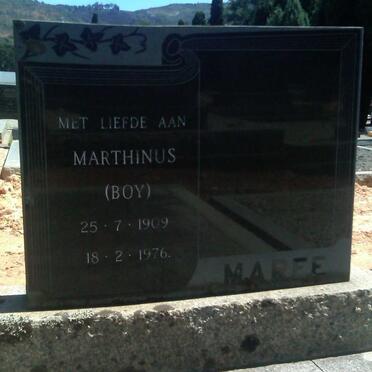 MET LIEFDE AAN
MARTHINUS
(BOY)
25 · 7 · 1909
18 · 2 · 1976.
MAREE